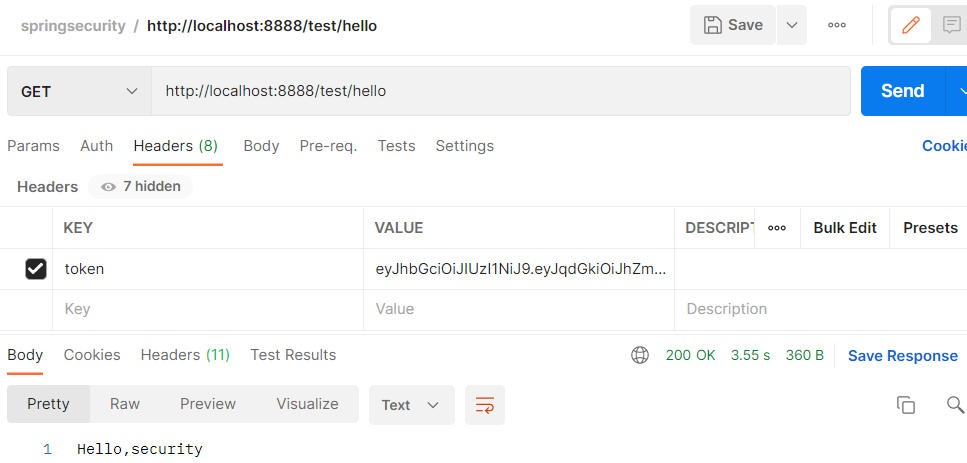 springsecurity / http://localhost:8888/test/hello Save
GET http://localhost:8888/test/hello Send
Params Auth Headers (8) Body Pre-req. Tests Settings Cookie
Headers 7 hidden
KEY VALUE DESCRIPT Bulk Edit Presets
token eyJhbGciOiJIUzI1NiJ9.eyJqdGkiOiJhZm...
Key Value Description
Body Cookies Headers (11) Test Results 200 OK 3.55 s 360 B Save Response
Pretty Raw Preview Visualize Text
1 Hello,security